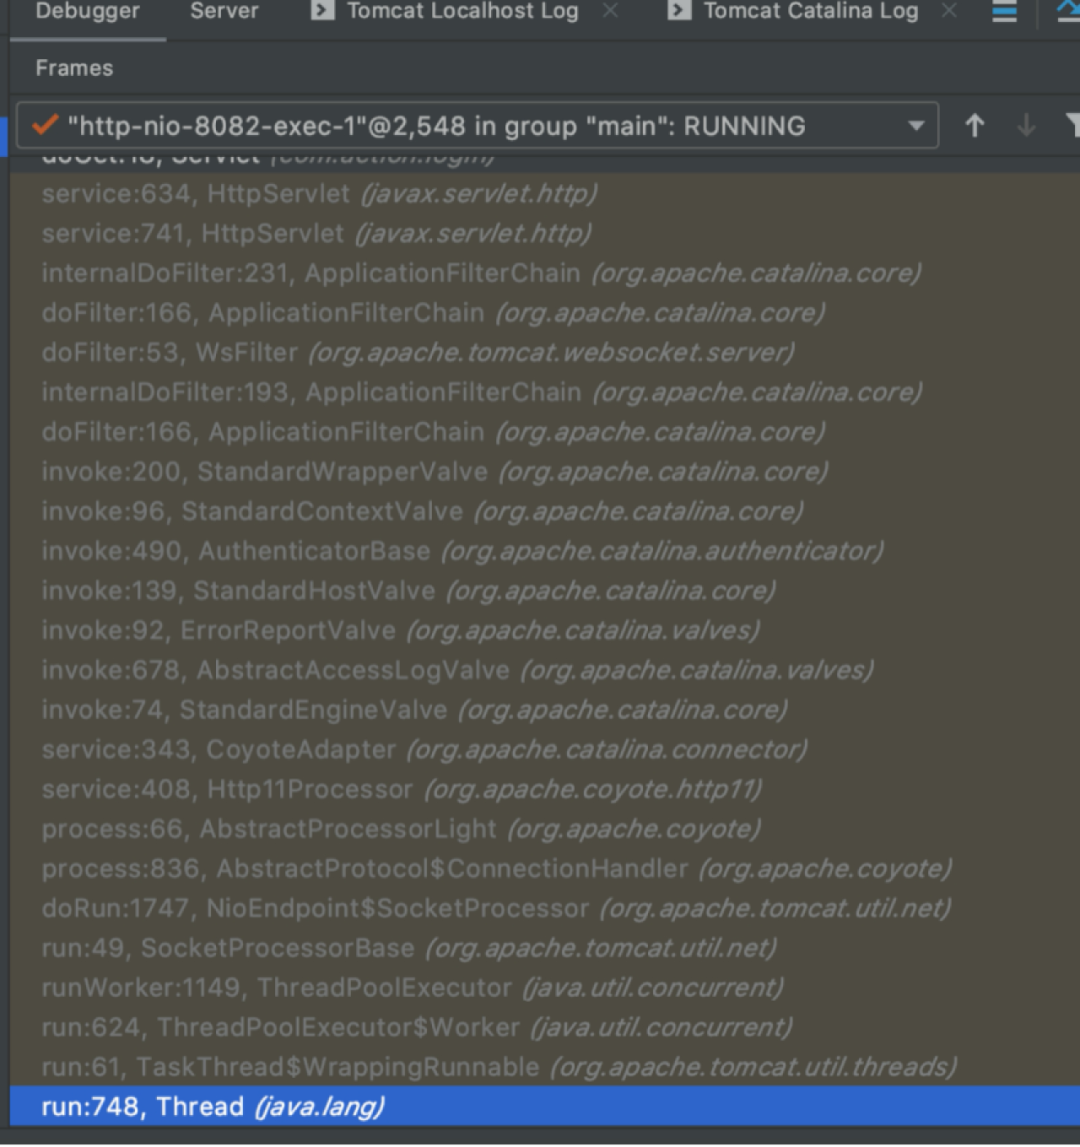 Debugger Server Tomcat Localhost Log × Tomcat Catalina Log ×
Frames
"http-nio-8082-exec-1"@2,548 in group "main": RUNNING
Servlet (com.action.login)
service:634, HttpServlet (javax.servlet.http)
service:741, HttpServlet (javax.servlet.http)
internalDoFilter:231, ApplicationFilterChain (org.apache.catalina.core)
doFilter:166, ApplicationFilterChain (org.apache.catalina.core)
doFilter:53, WsFilter (org.apache.tomcat.websocket.server)
internalDoFilter:193, ApplicationFilterChain (org.apache.catalina.core)
doFilter:166, ApplicationFilterChain (org.apache.catalina.core)
invoke:200, StandardWrapperValve (org.apache.catalina.core)
invoke:96, StandardContextValve (org.apache.catalina.core)
invoke:490, AuthenticatorBase (org.apache.catalina.authenticator)
invoke:139, StandardHostValve (org.apache.catalina.core)
invoke:92, ErrorReportValve (org.apache.catalina.valves)
invoke:678, AbstractAccessLogValve (org.apache.catalina.valves)
invoke:74, StandardEngineValve (org.apache.catalina.core)
service:343, CoyoteAdapter (org.apache.catalina.connector)
service:408, Http11Processor (org.apache.coyote.http11)
process:66, AbstractProcessorLight (org.apache.coyote)
process:836, AbstractProtocol$ConnectionHandler (org.apache.coyote)
doRun:1747, NioEndpoint$SocketProcessor (org.apache.tomcat.util.net)
run:49, SocketProcessorBase (org.apache.tomcat.util.net)
runWorker:1149, ThreadPoolExecutor (java.util.concurrent)
run:624, ThreadPoolExecutor$Worker (java.util.concurrent)
run:61, TaskThread$WrappingRunnable (org.apache.tomcat.util.threads)
run:748, Thread (java.lang)